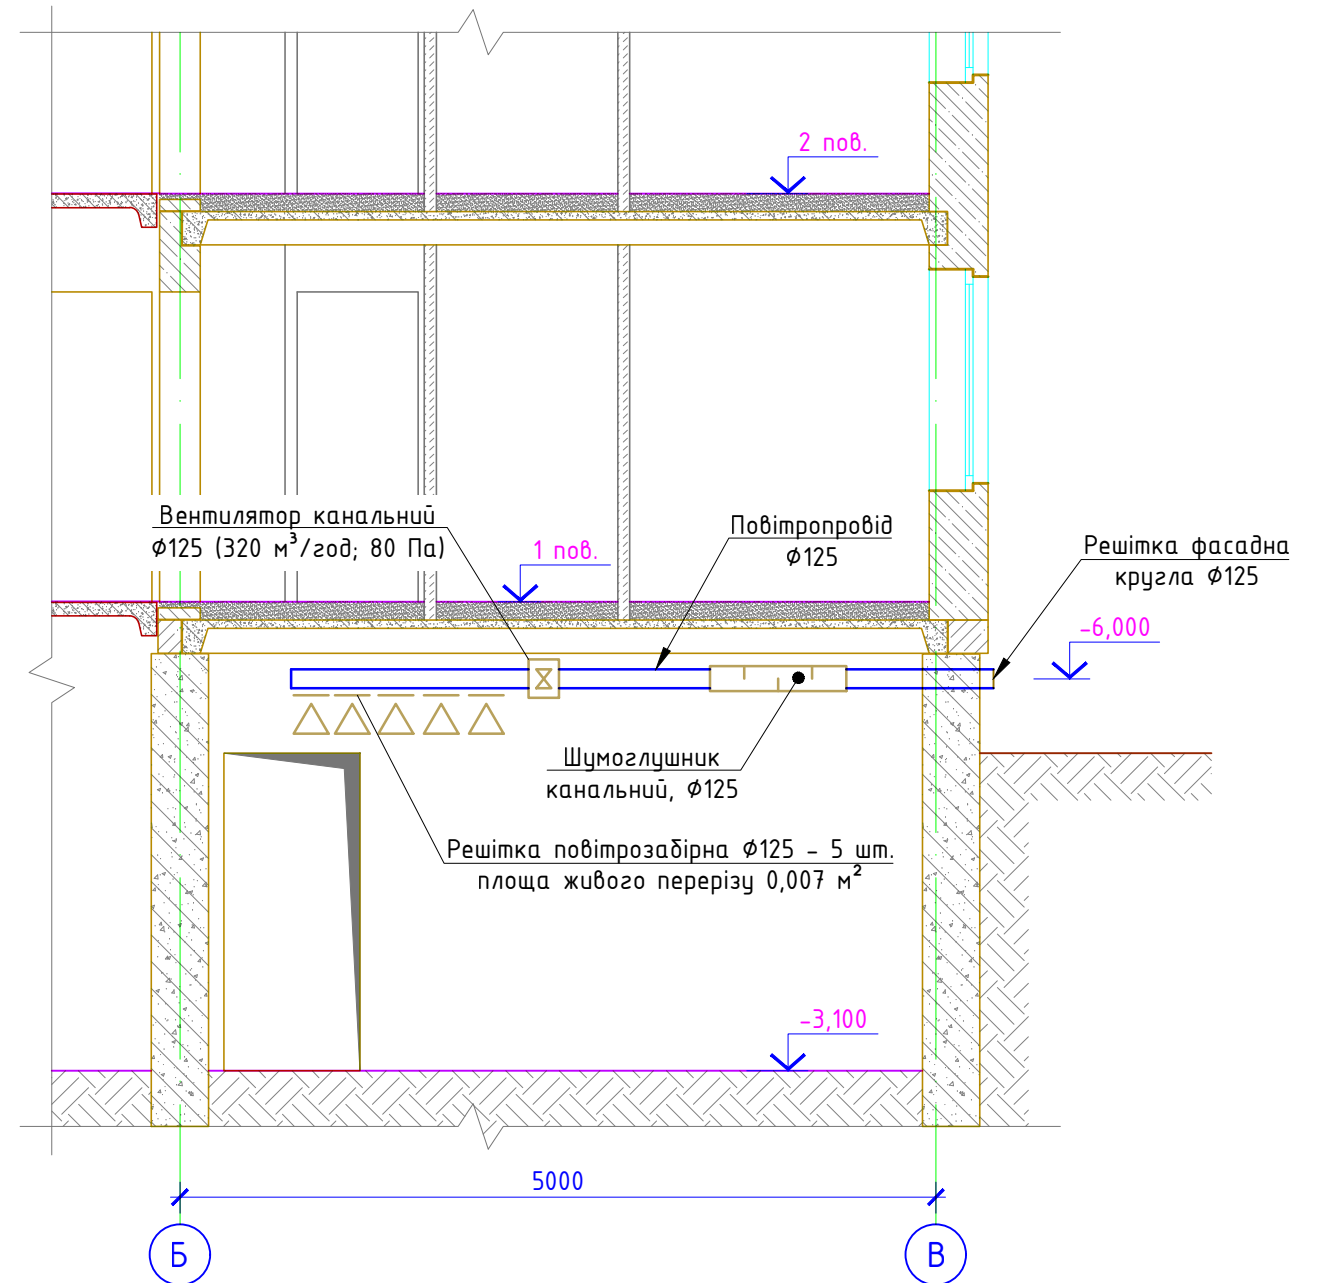 2 пов.
Вентилятор канальний
Ф125 (320 м³/год; 80 Па)
1 пов.
Повітропровід
Ф125
Решітка фасадна
кругла Ф125
-6,000
Шумоглушник
канальний, Ф125
Решітка повітрозабірна Ф125 - 5 шт.
площа живого перерізу 0,007 м²
-3,100
5000
Б
В